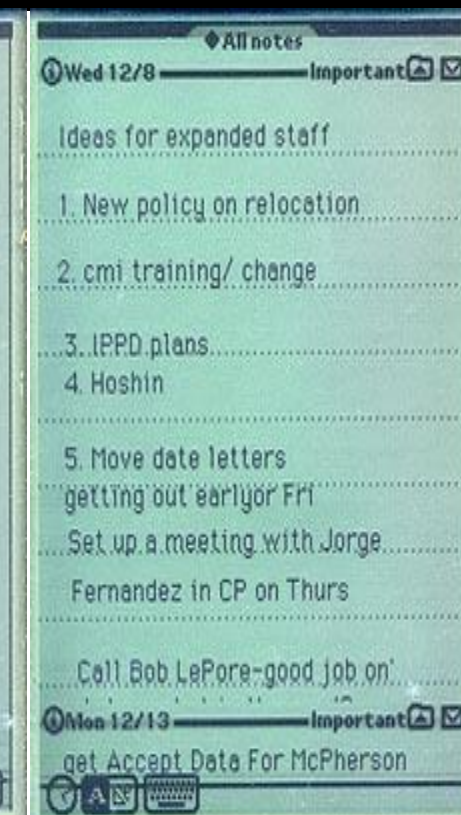 All notes
Wed 12/8 Important
Ideas for expanded staff
1. New policy on relocation
2. cmi training/ change
3. IPPD plans
4. Hoshin
5. Move date letters
getting out earlyor Fri
Set up a meeting with Jorge
Fernandez in CP on Thurs
Call Bob LePore-good job on'
Mon 12/13 Important
get Accept Data For McPherson
A